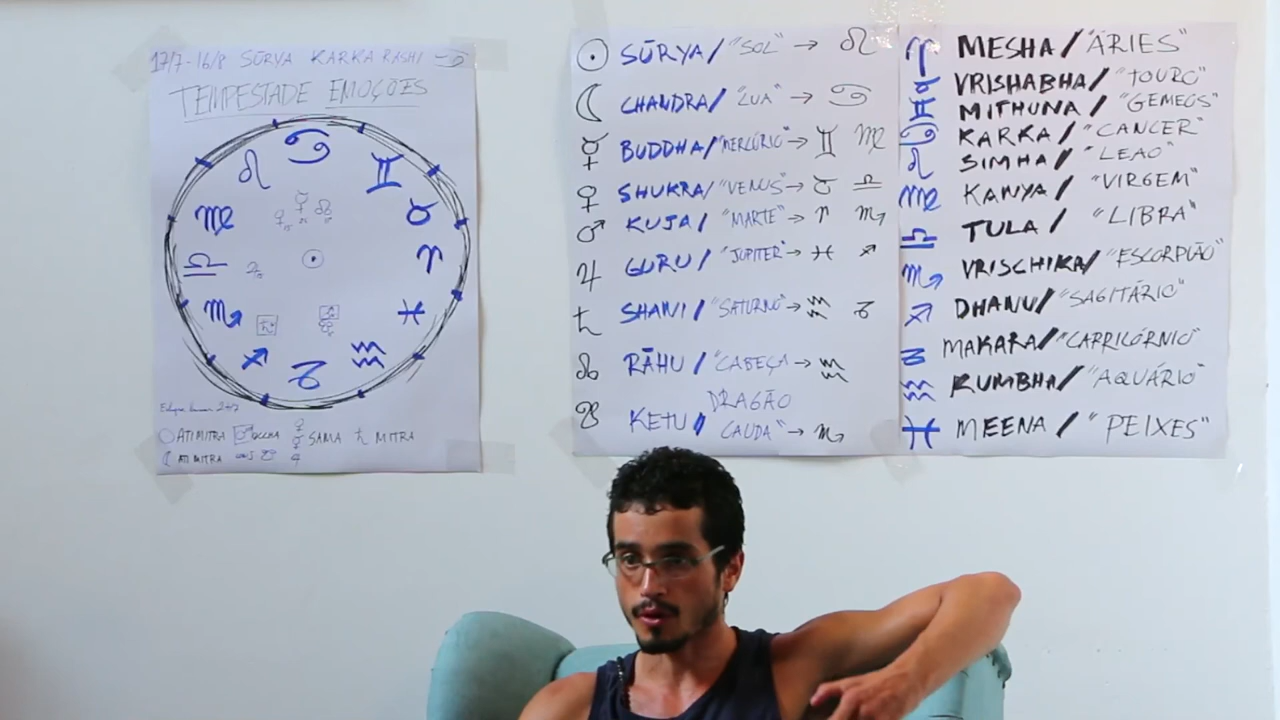 17/7-16/8 SŪRYA KARKA RASHI ♋
TEMPESTADE EMOÇÕES
ATIMITRA SAMA ♄ MITRA
ATIMITRA
☉ SŪRYA/"SOL" → ♌
☾ CHANDRA/"LUA" → ♋
☿ BUDDHA/"MERCÚRIO" → ♊ ♍
♀ SHUKRA/"VENUS" → ♉ ♎
♂ KUJA/"MARTE" → ♈ ♏
♃ GURU/"JUPITER" → ♓ ♐
♄ SHANI/"SATURNO" → ♒ ♑
☊ RĀHU/"CABEÇA → ♒
DRAGÃO
☋ KETU/ CAUDA" → ♏
♈ MESHA/"ÁRIES"
♉ VRISHABHA/"TOURO"
♊ MITHUNA/"GEMEOS"
♋ KARKA/"CANCER"
♌ SIMHA/"LEAO"
♍ KANYA/"VIRGEM"
♎ TULA/"LIBRA"
♏ VRISCHIKA/"ESCORPIÃO"
♐ DHANU/"SAGITÁRIO"
♑ MAKARA/"CAPRICÓRNIO"
♒ KUMBHA/"AQUÁRIO"
♓ MEENA/"PEIXES"